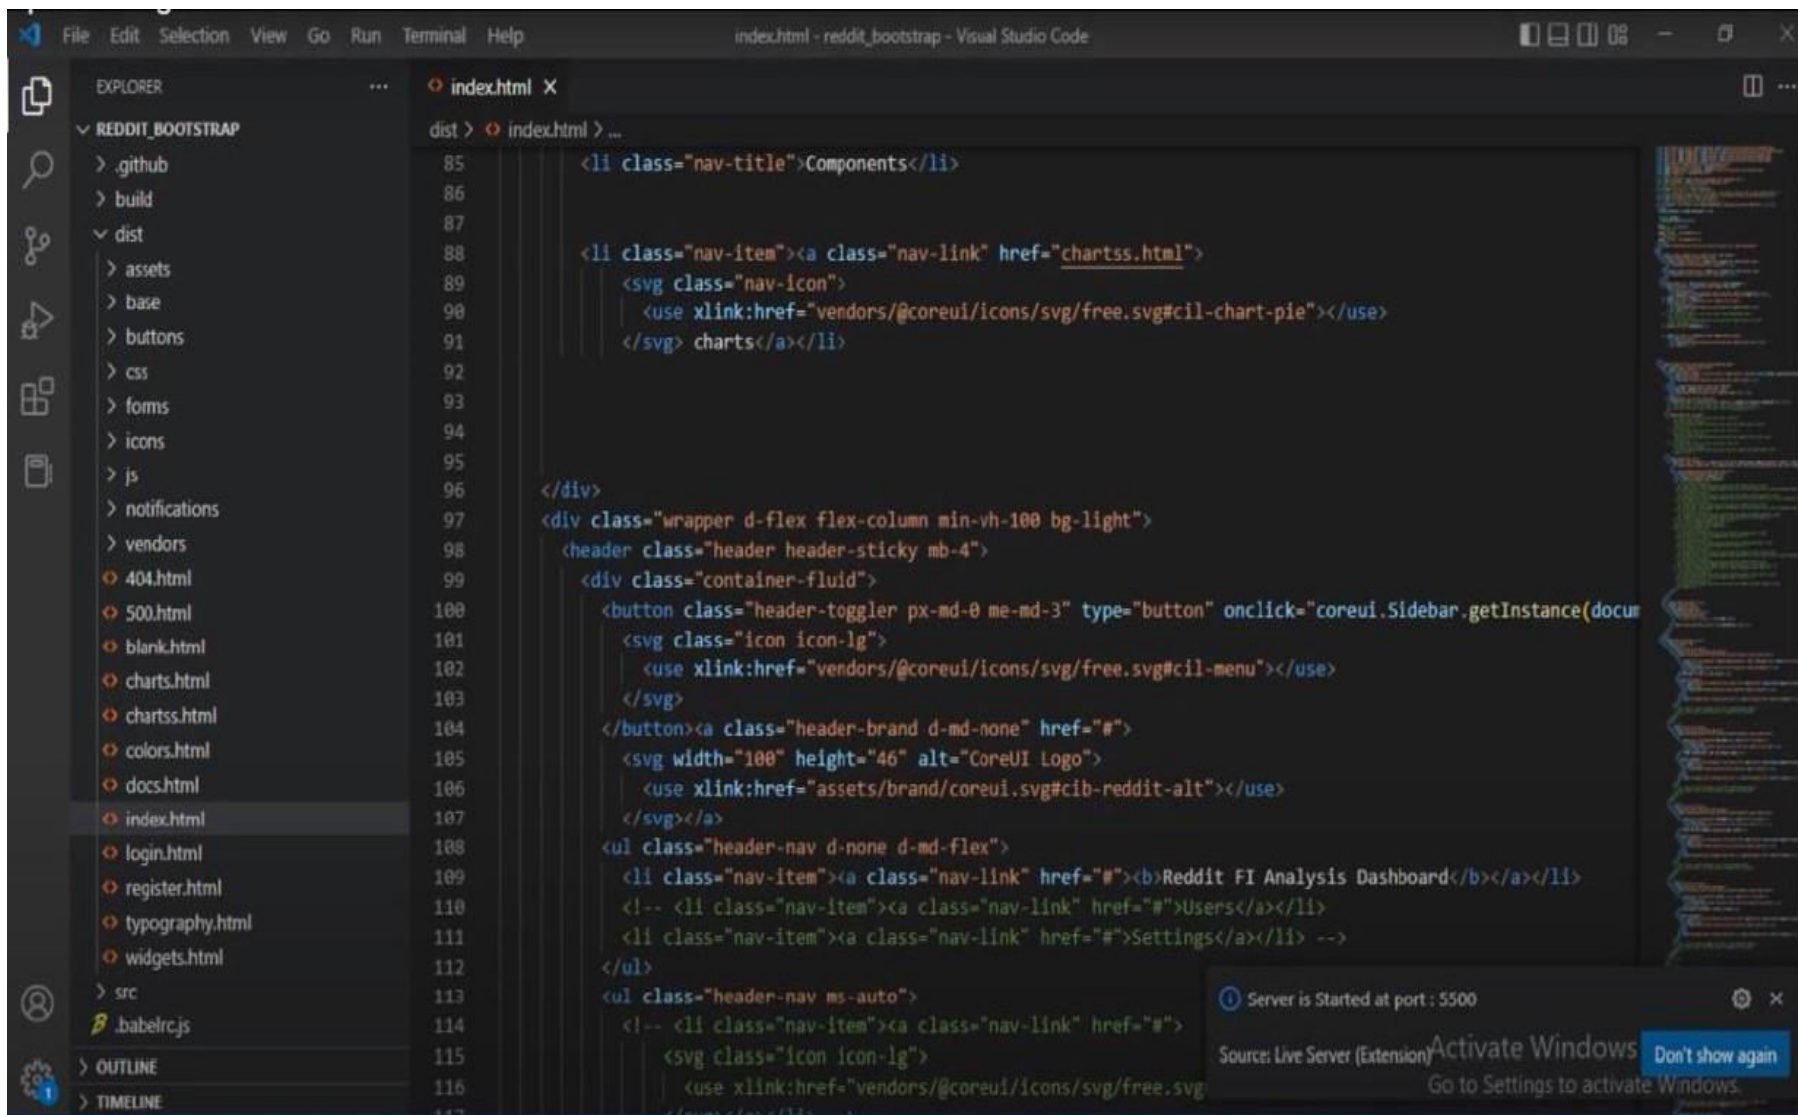 File Edit Selection View Go Run Terminal Help
index.html - reddit_bootstrap - Visual Studio Code
EXPLORER
REDDIT_BOOTSTRAP
.github
build
dist
assets
base
buttons
css
forms
icons
js
notifications
vendors
404.html
500.html
blank.html
charts.html
chartss.html
colors.html
docs.html
index.html
login.html
register.html
typography.html
widgets.html
src
.babelrc.js
OUTLINE
TIMELINE
1
index.html
dist > index.html > ...
85 <li class="nav-title">Components</li>
86
87
88 <li class="nav-item"><a class="nav-link" href="chartss.html">
89 <svg class="nav-icon">
90 <use xlink:href="vendors/@coreui/icons/svg/free.svg#cil-chart-pie"></use>
91 </svg> charts</a></li>
92
93
94
95
96 </div>
97 <div class="wrapper d-flex flex-column min-vh-100 bg-light">
98 <header class="header header-sticky mb-4">
99 <div class="container-fluid">
100 <button class="header-toggler px-md-0 me-md-3" type="button" onclick="coreui.Sidebar.getInstance(docum
101 <svg class="icon icon-lg">
102 <use xlink:href="vendors/@coreui/icons/svg/free.svg#cil-menu"></use>
103 </svg>
104 </button><a class="header-brand d-md-none" href="#">
105 <svg width="100" height="46" alt="CoreUI Logo">
106 <use xlink:href="assets/brand/coreui.svg#cib-reddit-alt"></use>
107 </svg></a>
108 <ul class="header-nav d-none d-md-flex">
109 <li class="nav-item"><a class="nav-link" href="#"><b>Reddit FI Analysis Dashboard</b></a></li>
110 <!-- <li class="nav-item"><a class="nav-link" href="#">Users</a></li>
111 <li class="nav-item"><a class="nav-link" href="#">Settings</a></li> -->
112 </ul>
113 <ul class="header-nav ms-auto">
114 <!-- <li class="nav-item"><a class="nav-link" href="#">
115 <svg class="icon icon-lg">
116 <use xlink:href="vendors/@coreui/icons/svg/free.svg
Server is Started at port : 5500
Source: Live Server (Extension)
Don't show again
Activate Windows
Go to Settings to activate Windows.